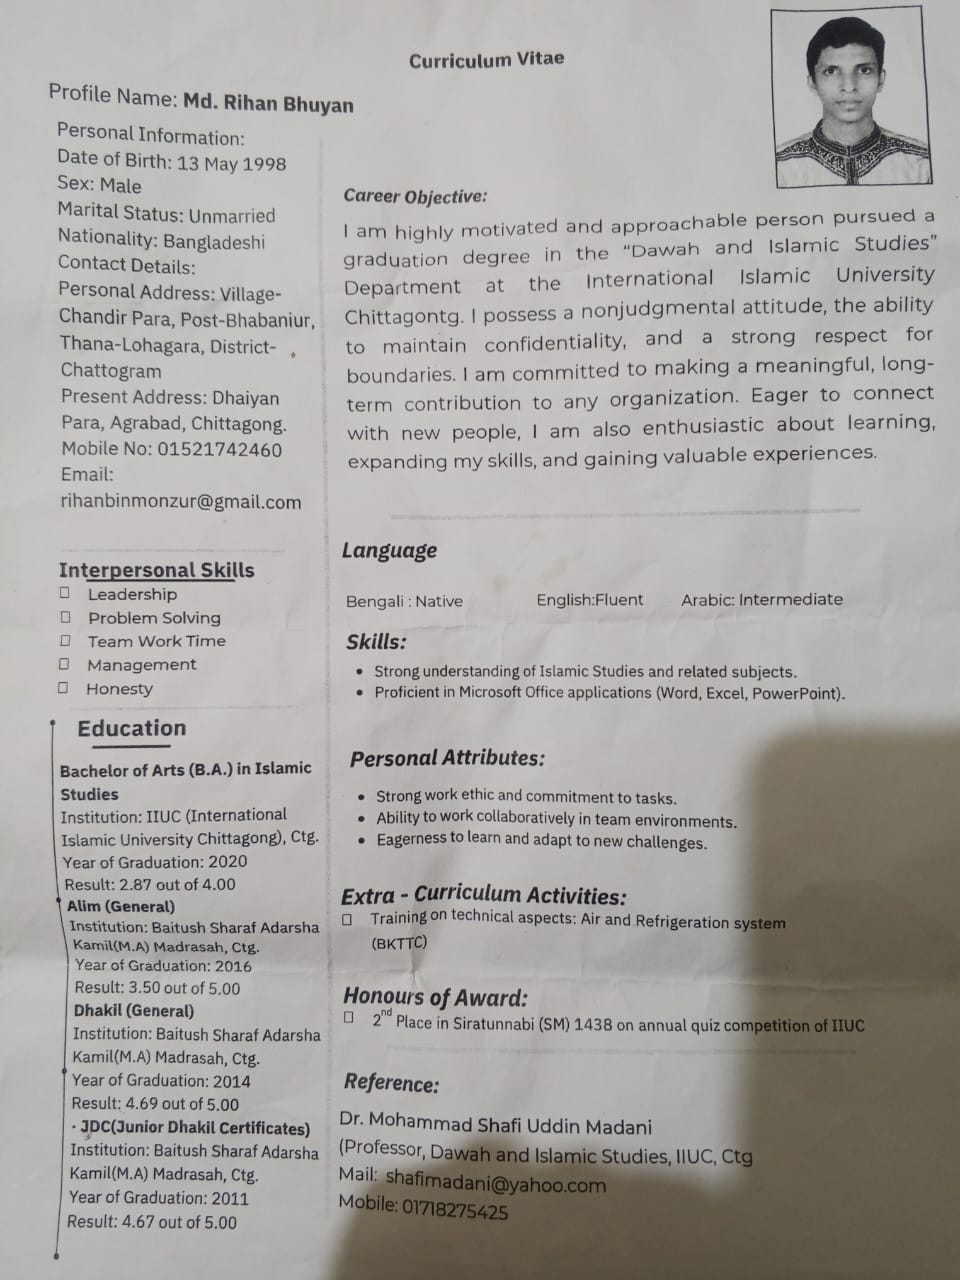 Curriculum Vitae
Profile Name: Md. Rihan Bhuyan
Personal Information:
Date of Birth: 13 May 1998
Sex: Male
Marital Status: Unmarried
Nationality: Bangladeshi
Contact Details:
Personal Address: Village-
Chandir Para, Post-Bhabaniur,
Thana-Lohagara, District-
Chattogram
Present Address: Dhaiyan
Para, Agrabad, Chittagong.
Mobile No: 01521742460
Email:
rihanbinmonzur@gmail.com
Interpersonal Skills
Leadership
Problem Solving
Team Work Time
Management
Honesty
Education
Bachelor of Arts (B.A.) in Islamic
Studies
Institution: IIUC (International
Islamic University Chittagong), Ctg.
Year of Graduation: 2020
Result: 2.87 out of 4.00
Alim (General)
Institution: Baitush Sharaf Adarsha
Kamil(M.A) Madrasah, Ctg.
Year of Graduation: 2016
Result: 3.50 out of 5.00
Dhakil (General)
Institution: Baitush Sharaf Adarsha
Kamil(M.A) Madrasah, Ctg.
Year of Graduation: 2014
Result: 4.69 out of 5.00
· JDC(Junior Dhakil Certificates)
Institution: Baitush Sharaf Adarsha
Kamil(M.A) Madrasah, Ctg.
Year of Graduation: 2011
Result: 4.67 out of 5.00
Career Objective:
I am highly motivated and approachable person pursued a
graduation degree in the “Dawah and Islamic Studies”
Department at the International Islamic University
Chittagontg. I possess a nonjudgmental attitude, the ability
to maintain confidentiality, and a strong respect for
boundaries. I am committed to making a meaningful, long-
term contribution to any organization. Eager to connect
with new people, I am also enthusiastic about learning,
expanding my skills, and gaining valuable experiences.
Language
Bengali : Native English:Fluent Arabic: Intermediate
Skills:
• Strong understanding of Islamic Studies and related subjects.
• Proficient in Microsoft Office applications (Word, Excel, PowerPoint).
Personal Attributes:
• Strong work ethic and commitment to tasks.
• Ability to work collaboratively in team environments.
• Eagerness to learn and adapt to new challenges.
Extra - Curriculum Activities:
Training on technical aspects: Air and Refrigeration system
(BKTTC)
Honours of Award:
2nd Place in Siratunnabi (SM) 1438 on annual quiz competition of IIUC
Reference:
Dr. Mohammad Shafi Uddin Madani
(Professor, Dawah and Islamic Studies, IIUC, Ctg
Mail: shafimadani@yahoo.com
Mobile: 01718275425